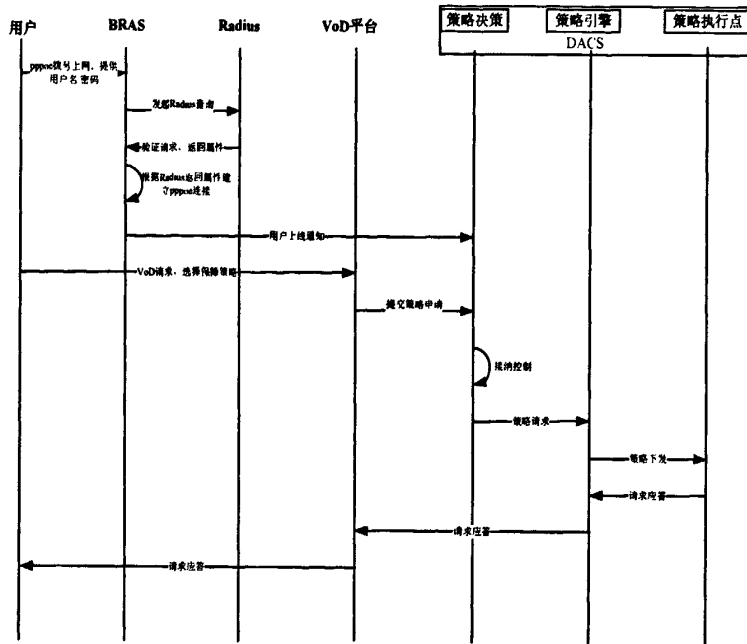 用户
BRAS
Radius
VoD平台
策略决策
策略引擎
策略执行点
DACS
pppoe拨号上网，提供
用户名 密码
发起Radius查询
验证请求，返回属性
根据Radius返回属性建
立pppoe连接
用户上线通知
VoD请求，选择保障策略
提交策略申请
接纳控制
策略请求
策略下发
请求应答
请求应答
请求应答